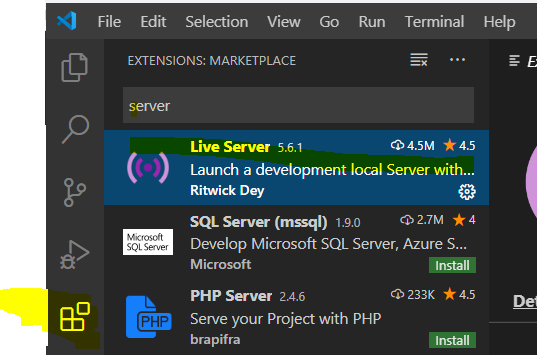 File Edit Selection View Go Run Terminal Help
EXTENSIONS: MARKETPLACE
server
Live Server 5.6.1 4.5M 4.5
Launch a development local Server with...
Ritwick Dey
Microsoft
SQL Server
SQL Server (mssql) 1.9.0 2.7M 4
Develop Microsoft SQL Server, Azure S...
Microsoft Install
PHP
PHP Server 2.4.6 233K 4.5
Serve your Project with PHP
brapifra Install
E
Det